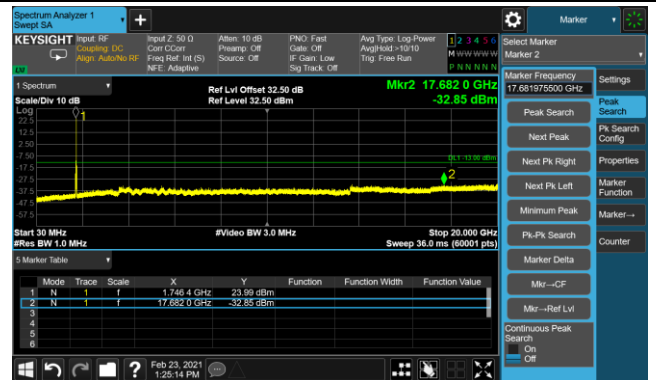 Spectrum Analyzer 1
Swept SA
Marker
KEYSIGHT
Input: RF
Coupling: DC
Align: Auto/No RF
Input Z: 50 Ω
Corr CCorr
Freq Ref: Int (S)
NFE: Adaptive
Atten: 10 dB
Preamp: Off
Source: Off
PNO: Fast
Gate: Off
IF Gain: Low
Sig Track: Off
Avg Type: Log-Power
Avg|Hold:>10/10
Trig: Free Run
1 2 3 4 5 6
M W W W W W
P N N N N N
Select Marker
Marker 2
1 Spectrum
Scale/Div 10 dB
Ref Lvl Offset 32.50 dB
Ref Level 32.50 dBm
Mkr2 17.682 0 GHz
-32.85 dBm
Log
22.5
12.5
2.50
-7.50
-17.5
-27.5
-37.5
-47.5
-57.5
1
DL1 -13.00 dBm
2
Start 30 MHz
#Res BW 1.0 MHz
#Video BW 3.0 MHz
Stop 20.000 GHz
Sweep 36.0 ms (60001 pts)
5 Marker Table
Mode Trace Scale X Y Function Function Width Function Value
1 N 1 f 1.746 4 GHz 23.99 dBm
2 N 1 f 17.682 0 GHz -32.85 dBm
3
4
5
6
Feb 23, 2021
1:25:14 PM
Marker Frequency
17.681975500 GHz
Peak Search
Next Peak
Next Pk Right
Next Pk Left
Minimum Peak
Pk-Pk Search
Marker Delta
Mkr→CF
Mkr→Ref Lvl
Continuous Peak
Search
On
Off
Settings
Peak
Search
Pk Search
Config
Properties
Marker
Function
Marker→
Counter